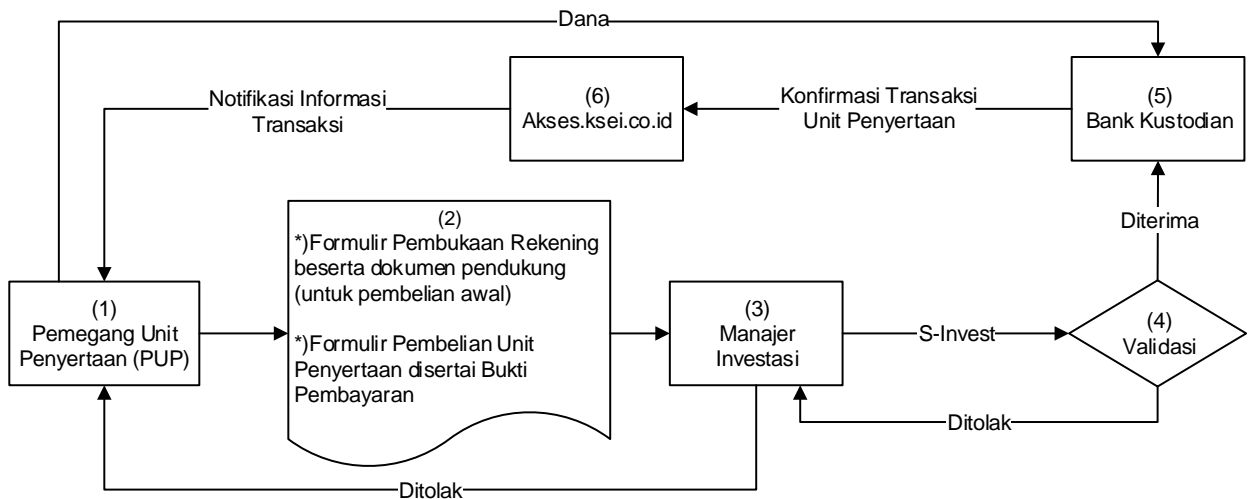 Dana
(6)
Akses.ksei.co.id
(5)
Bank Kustodian
Notifikasi Informasi
Transaksi
Konfirmasi Transaksi
Unit Penyertaan
Diterima
(1)
Pemegang Unit
Penyertaan (PUP)
(2)
*)Formulir Pembukaan Rekening
beserta dokumen pendukung
(untuk pembelian awal)
*)Formulir Pembelian Unit
Penyertaan disertai Bukti
Pembayaran
(3)
Manajer
Investasi
S-Invest
(4)
Validasi
Ditolak
Ditolak